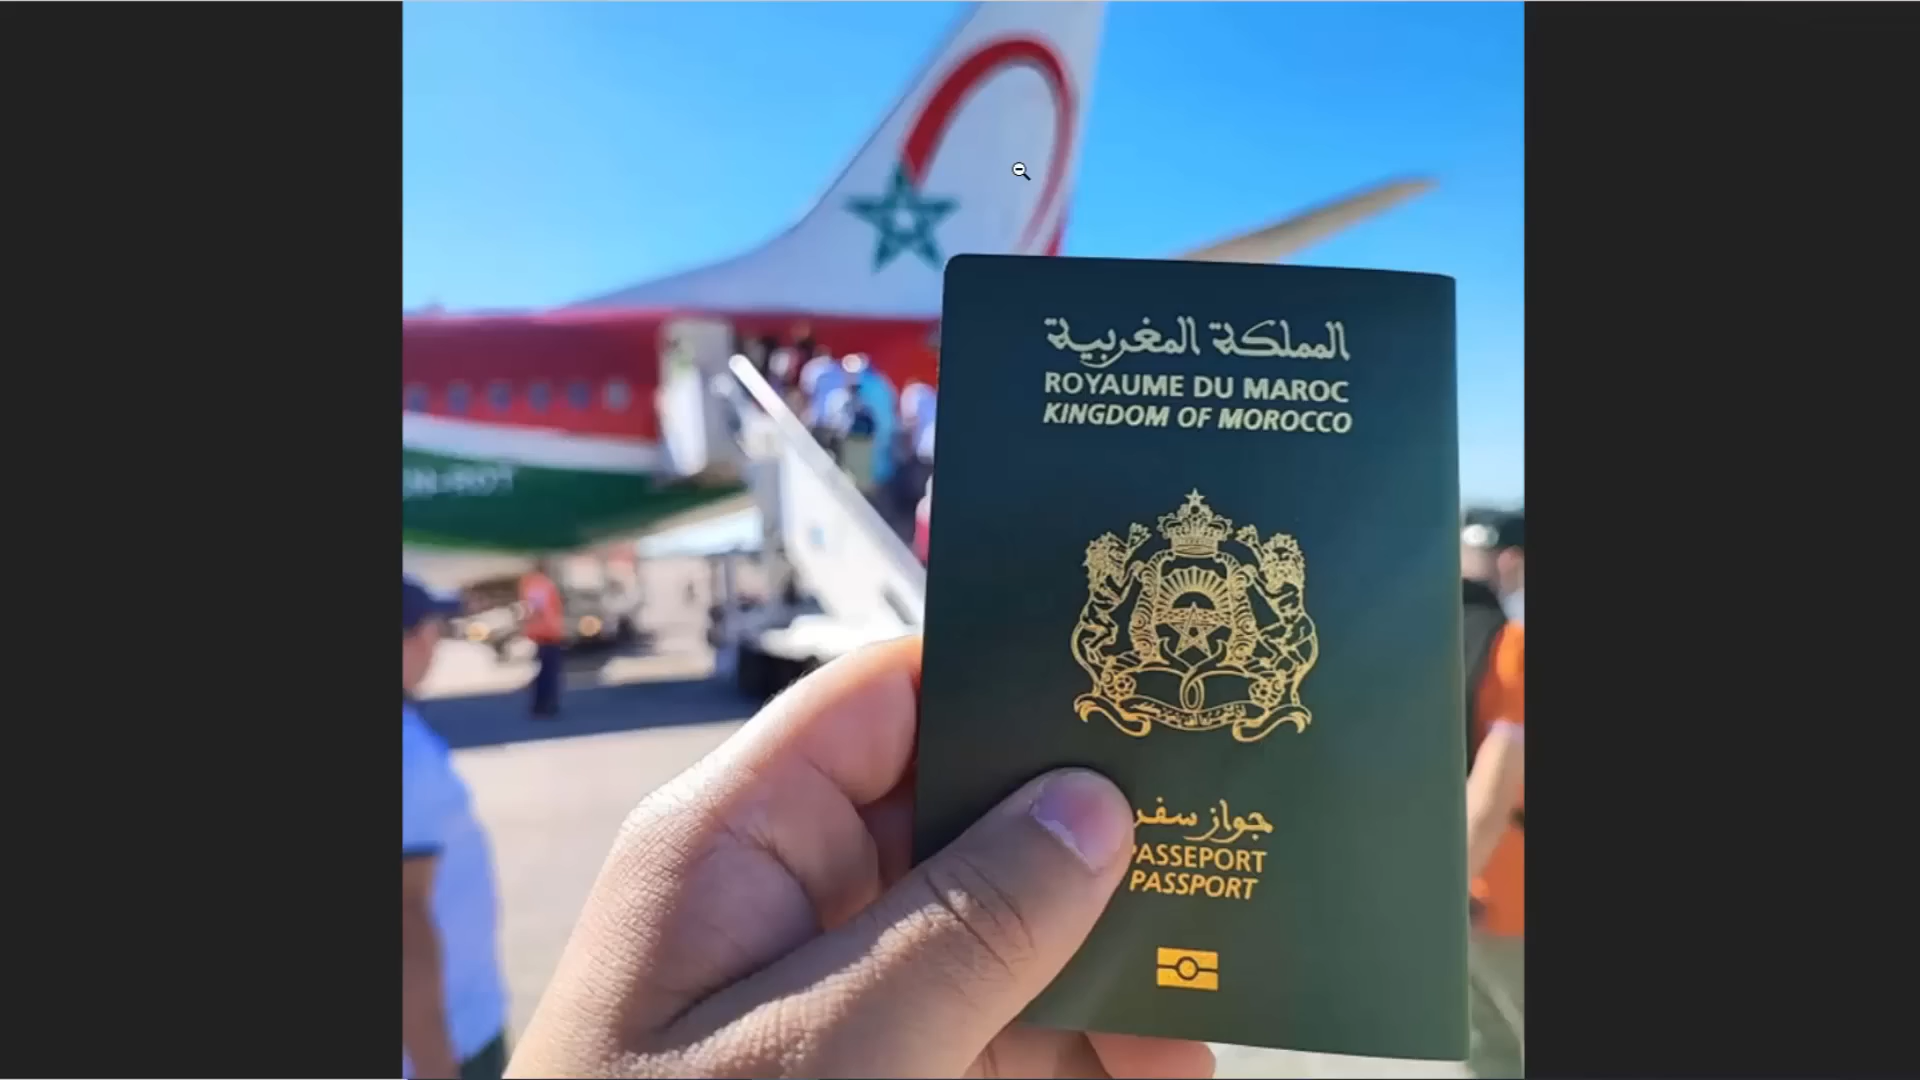 المملكة المغربية
ROYAUME DU MAROC
KINGDOM OF MOROCCO
جواز سفر
PASSEPORT
PASSPORT